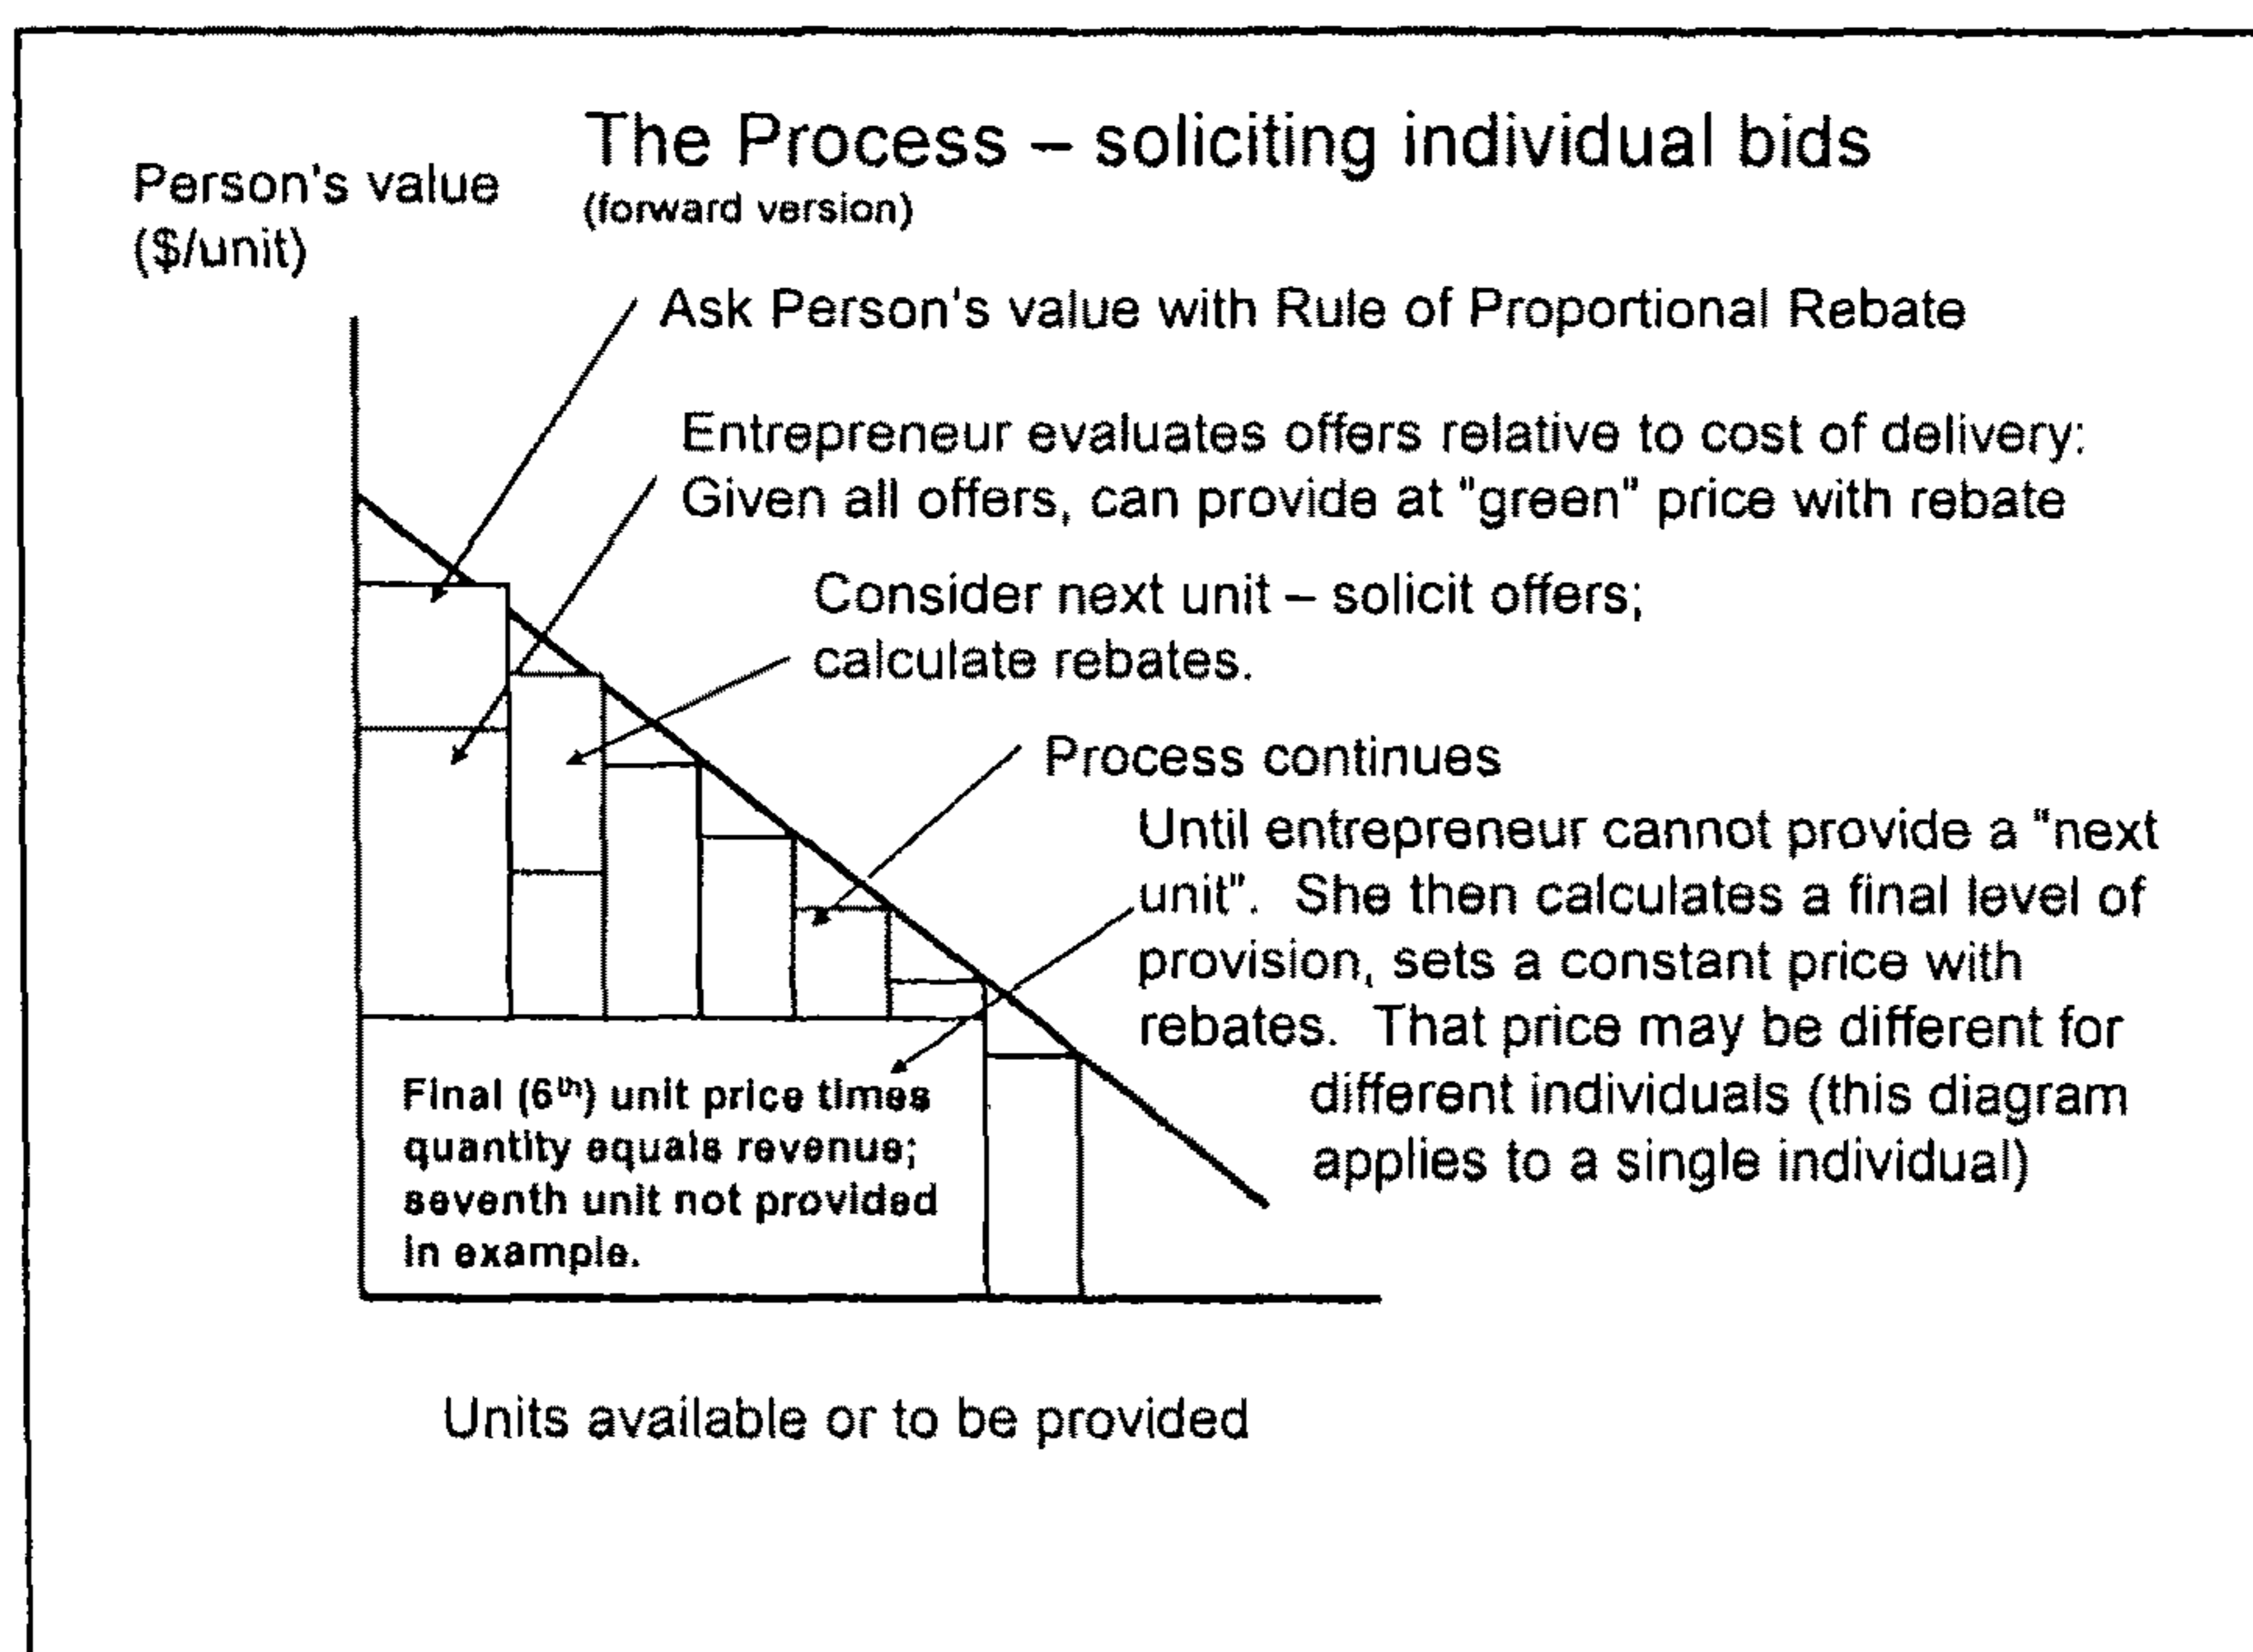 The Process – soliciting individual bids
(forward version)
Person's value
($/unit)
Ask Person's value with Rule of Proportional Rebate
Entrepreneur evaluates offers relative to cost of delivery:
Given all offers, can provide at "green" price with rebate
Consider next unit – solicit offers;
calculate rebates.
Process continues
Until entrepreneur cannot provide a "next
unit".  She then calculates a final level of
provision, sets a constant price with
rebates.  That price may be different for
different individuals (this diagram
applies to a single individual)
Final (6th) unit price times
quantity equals revenue;
seventh unit not provided
in example.
Units available or to be provided